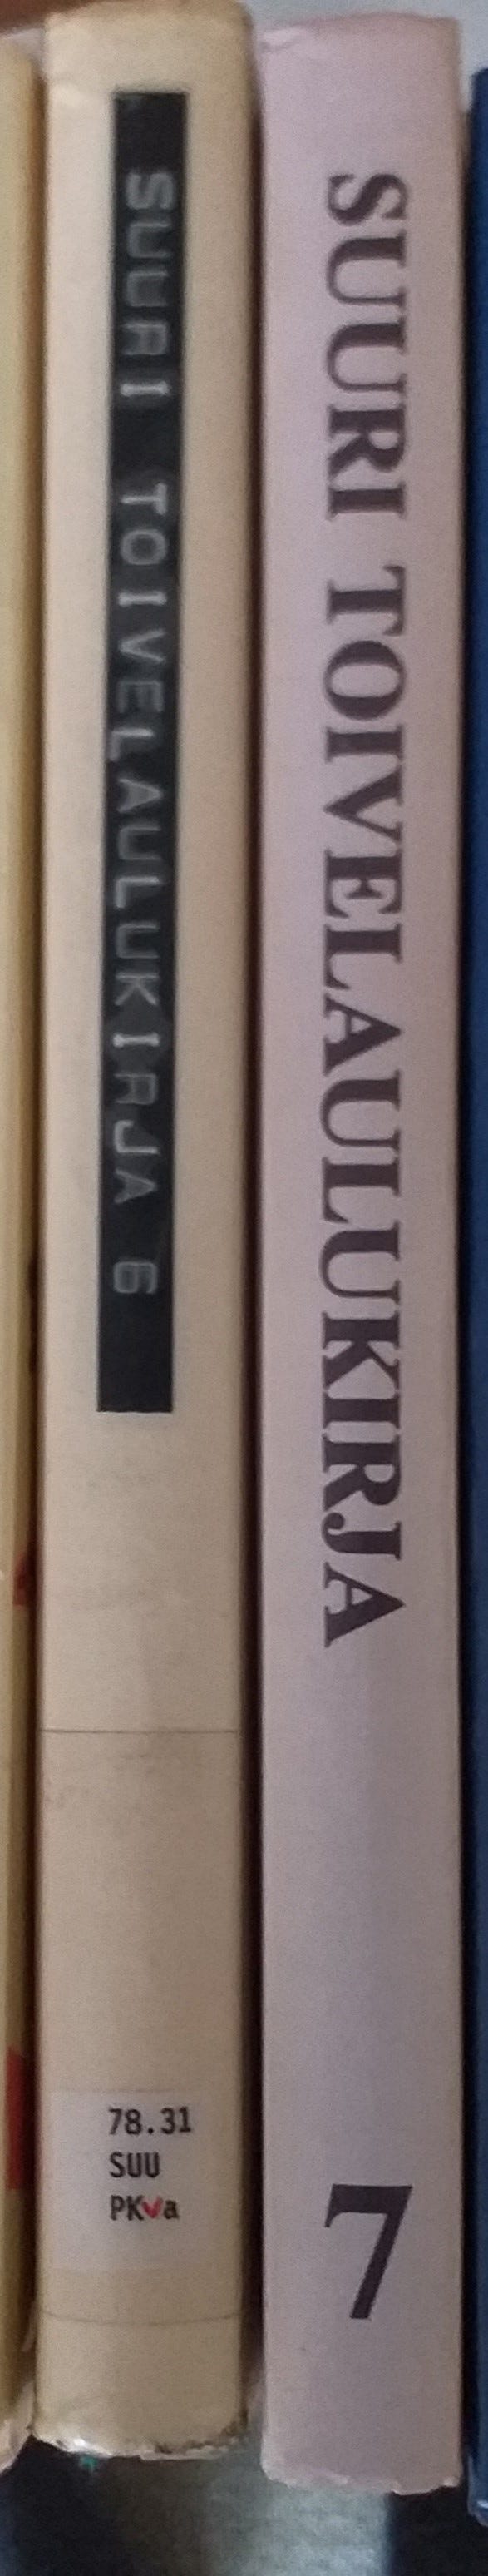 SUURI TOIVELAULUKIRJA 6
78.31
SUU
PKva
SUURI TOIVELAULUKIRJA
7